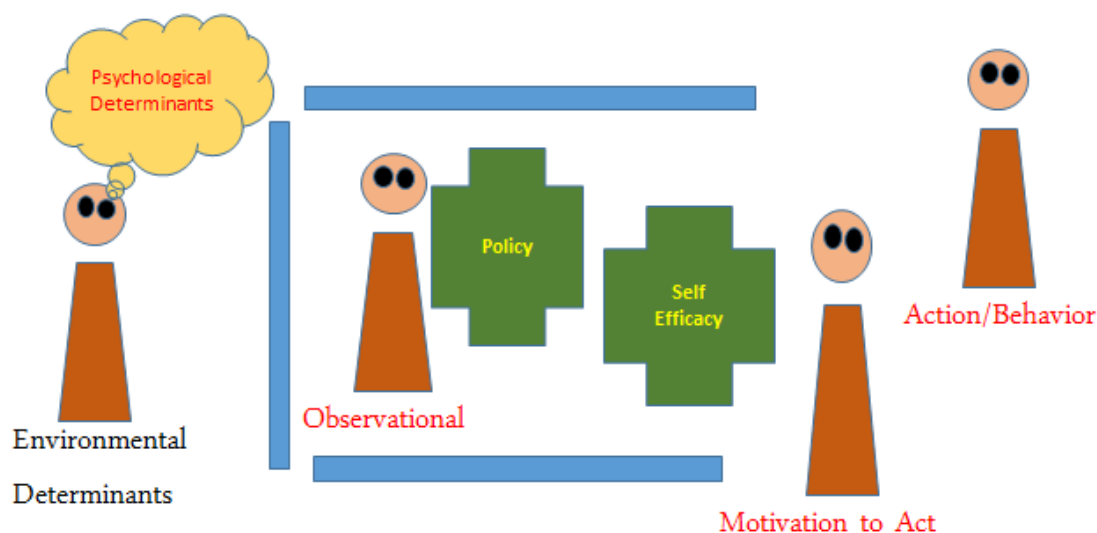 Psychological
Determinants
Policy
Self
Efficacy
Action/Behavior
Observational
Environmental
Determinants
Motivation to Act